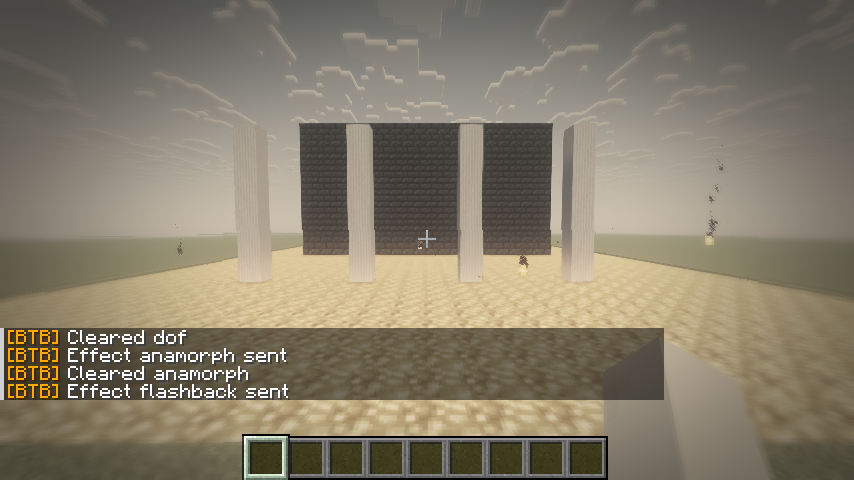 [BTB] Cleared dof
[BTB] Effect anamorph sent
[BTB] Cleared anamorph
[BTB] Effect flashback sent